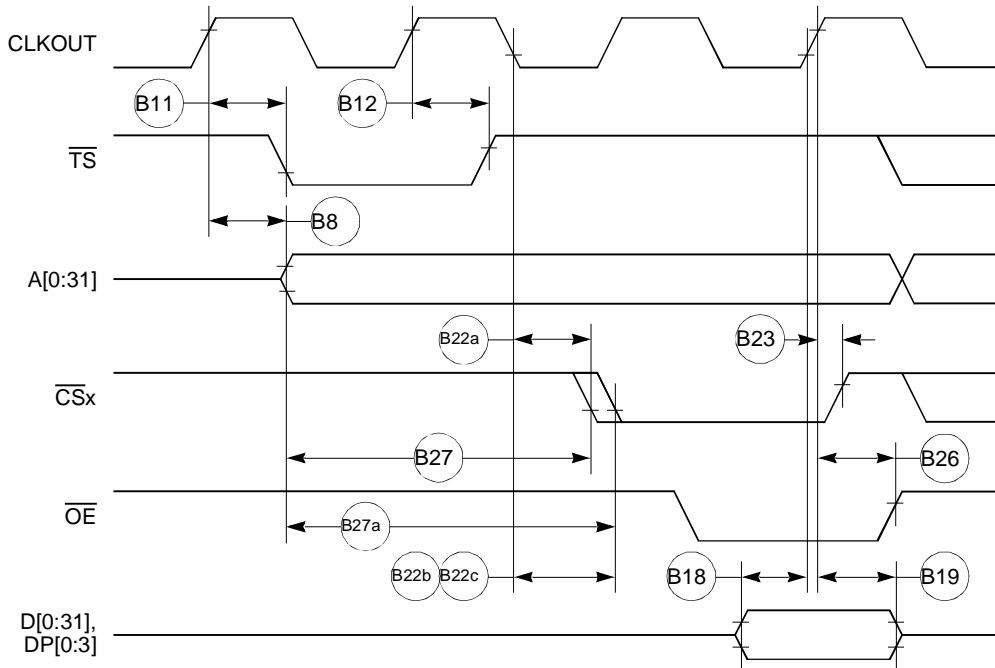 CLKOUT
B11
B12
TS
B8
A[0:31]
B22a
B23
CSx
B27
B26
OE
B27a
B22b B22c
B18
B19
D[0:31],
DP[0:3]